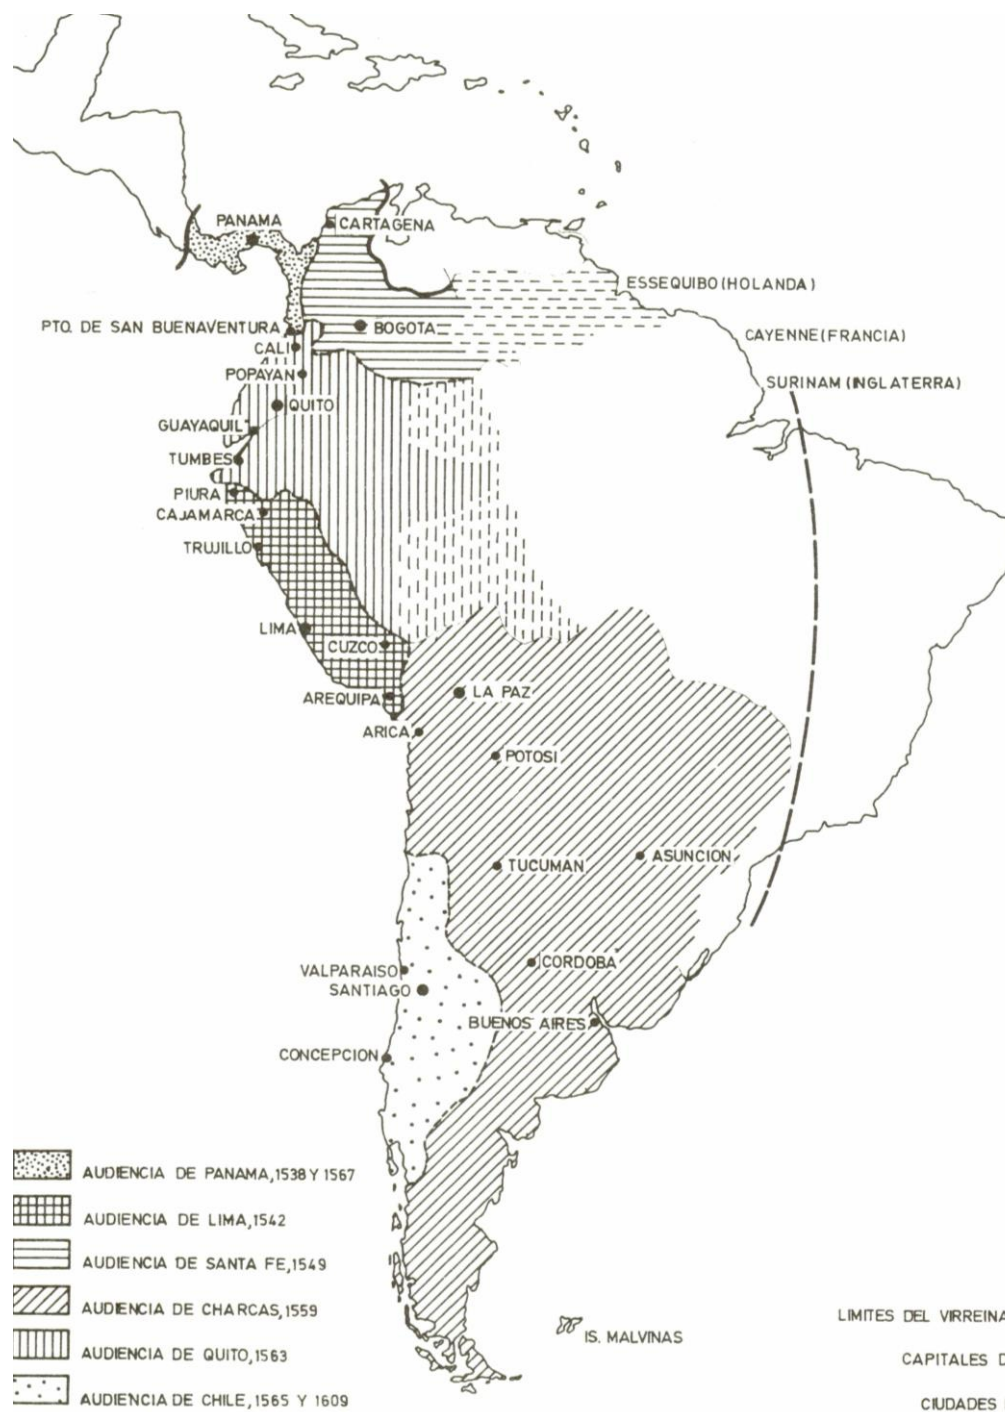 PANAMA
CARTAGENA
ESSEQUIBO (HOLANDA)
PTO. DE SAN BUENAVENTURA
BOGOTA
CAYENNE (FRANCIA)
CALI
POPAYAN
SURINAM (INGLATERRA)
QUITO
GUAYAQUIL
TUMBES
PIURA
CAJAMARCA
TRUJILLO
LIMA
CUZCO
LA PAZ
AREQUIPA
ARICA
POTOSI
TUCUMAN
ASUNCION
VALPARAISO
CORDOBA
SANTIAGO
BUENOS AIRES
CONCEPCION
AUDIENCIA DE PANAMA, 1538 Y 1567
AUDIENCIA DE LIMA, 1542
AUDIENCIA DE SANTA FE, 1549
AUDIENCIA DE CHARCAS, 1559
AUDIENCIA DE QUITO, 1563
AUDIENCIA DE CHILE, 1565 Y 1609
IS. MALVINAS
LIMITES DEL VIRREINA
CAPITALES D
CIUDADES